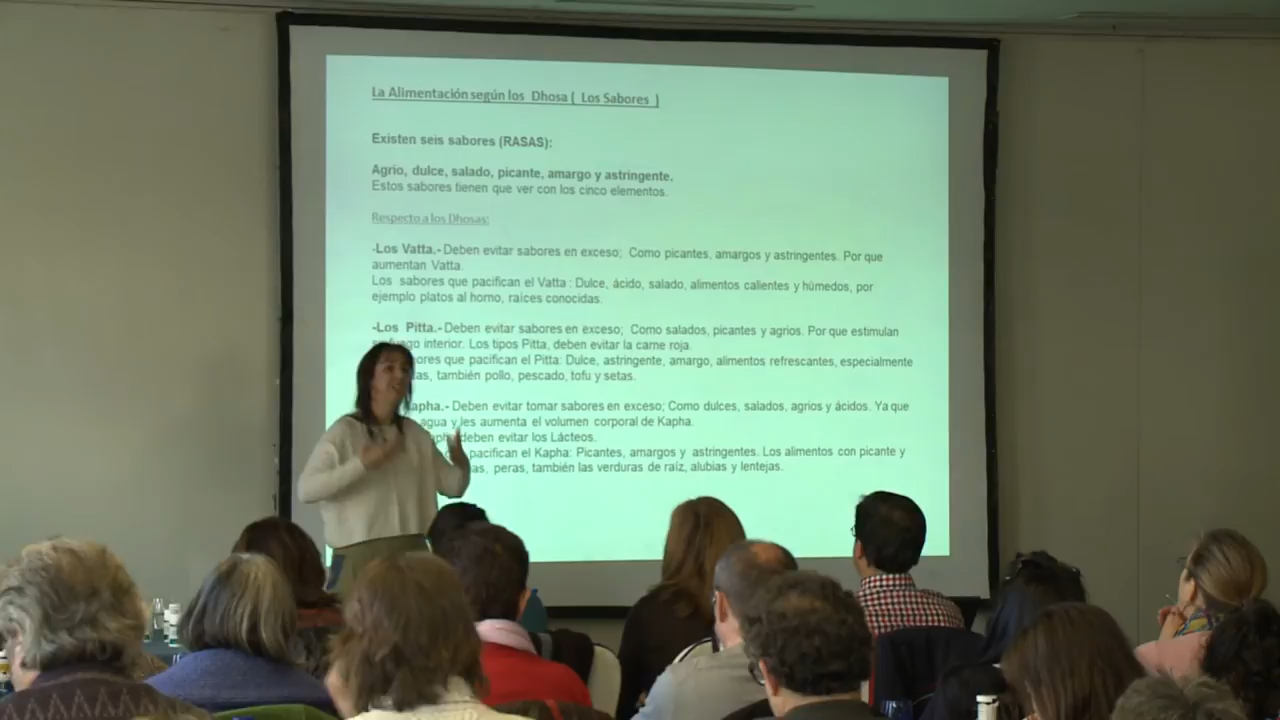 La Alimentación según los Dhosa ( Los Sabores )
Existen seis sabores (RASAS):
Agrio, dulce, salado, picante, amargo y astringente.
Estos sabores tienen que ver con los cinco elementos.
Respecto a los Dhosas:
-Los Vatta.- Deben evitar sabores en exceso; Como picantes, amargos y astringentes. Por que
aumentan Vatta.
Los sabores que pacifican el Vatta : Dulce, ácido, salado, alimentos calientes y húmedos, por
ejemplo platos al horno, raíces conocidas.
-Los Pitta.- Deben evitar sabores en exceso; Como salados, picantes y agrios. Por que estimulan
su fuego interior. Los tipos Pitta, deben evitar la carne roja.
ores que pacifican el Pitta: Dulce, astringente, amargo, alimentos refrescantes, especialmente
as, también pollo, pescado, tofu y setas.
apha.- Deben evitar tomar sabores en exceso; Como dulces, salados, agrios y ácidos. Ya que
agua y les aumenta el volumen corporal de Kapha.
deben evitar los Lácteos.
pacifican el Kapha: Picantes, amargos y astringentes. Los alimentos con picante y
as, peras, también las verduras de raíz, alubias y lentejas.